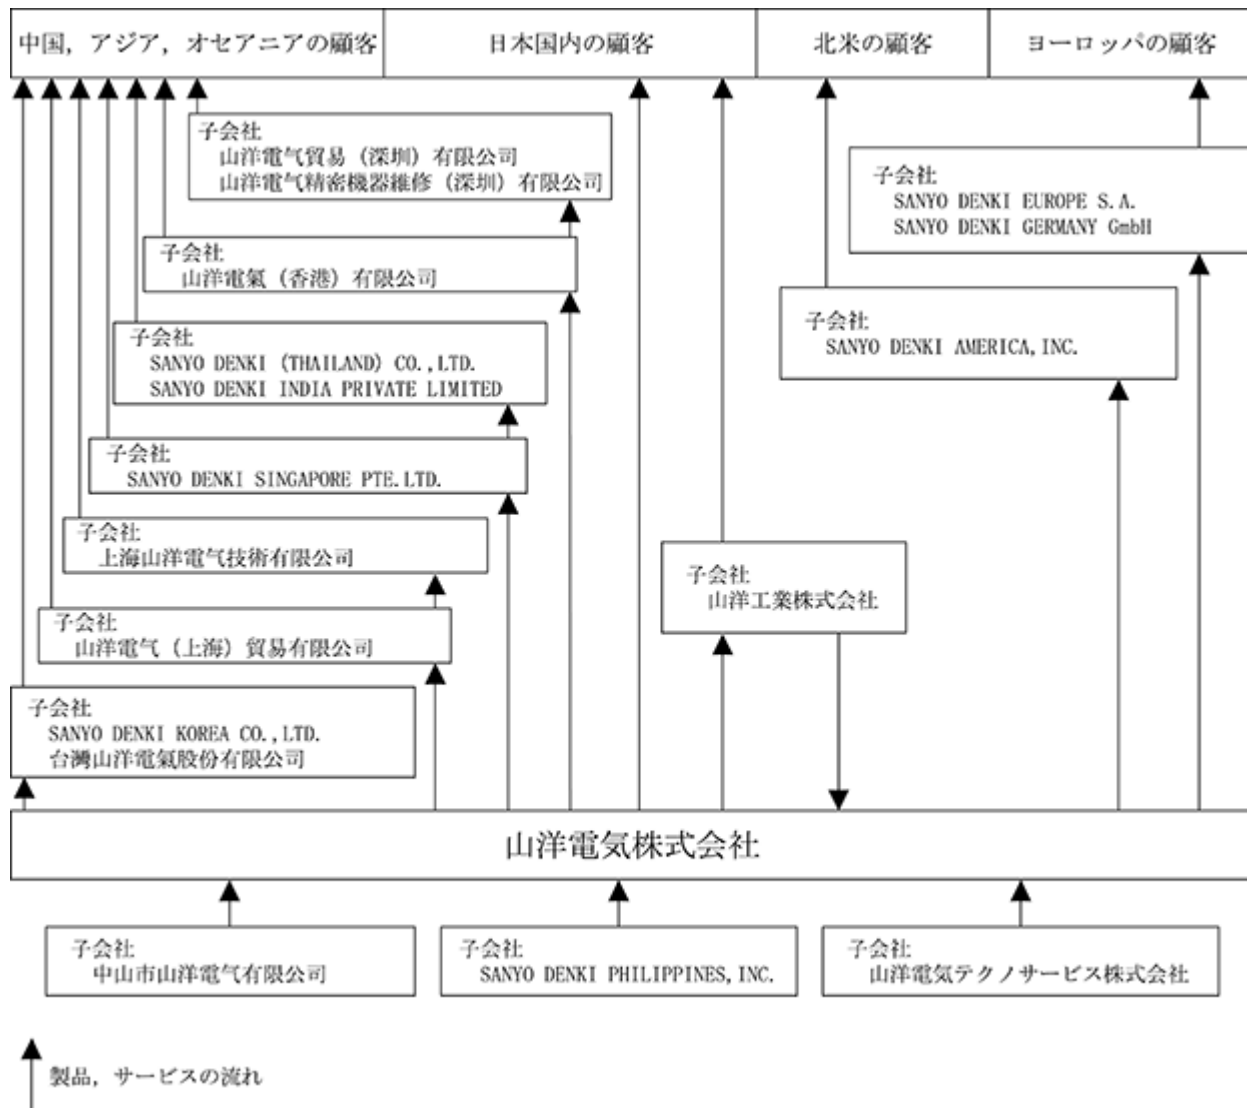 中国，アジア，オセアニアの顧客
日本国内の顧客
北米の顧客
ヨーロッパの顧客
子会社
山洋電气貿易（深圳）有限公司
山洋電气精密機器維修（深圳）有限公司
子会社
SANYO DENKI EUROPE S.A.
SANYO DENKI GERMANY GmbH
子会社
山洋電氣（香港）有限公司
子会社
SANYO DENKI AMERICA,INC.
子会社
SANYO DENKI (THAILAND) CO.,LTD.
SANYO DENKI INDIA PRIVATE LIMITED
子会社
SANYO DENKI SINGAPORE PTE.LTD.
子会社
上海山洋電气技術有限公司
子会社
山洋工業株式会社
子会社
山洋電气（上海）貿易有限公司
子会社
SANYO DENKI KOREA CO.,LTD.
台灣山洋電氣股份有限公司
山洋電気株式会社
子会社
中山市山洋電气有限公司
子会社
SANYO DENKI PHILIPPINES,INC.
子会社
山洋電気テクノサービス株式会社
製品，サービスの流れ